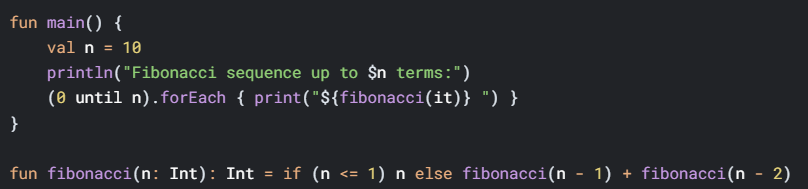 fun main() {
    val n = 10
    println("Fibonacci sequence up to $n terms:")
    (0 until n).forEach { print("${fibonacci(it)} ") }
}

fun fibonacci(n: Int): Int = if (n <= 1) n else fibonacci(n - 1) + fibonacci(n - 2)